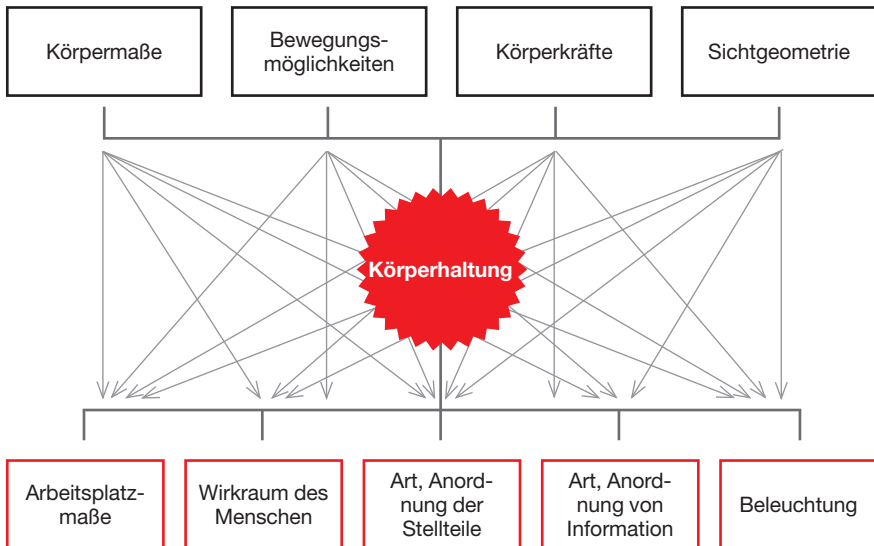 Körpermaße
Bewegungs-
möglichkeiten
Körperkräfte
Sichtgeometrie
Körperhaltung
Arbeitsplatz-
maße
Wirkraum des
Menschen
Art, Anord-
nung der
Stellteile
Art, Anord-
nung von
Information
Beleuchtung